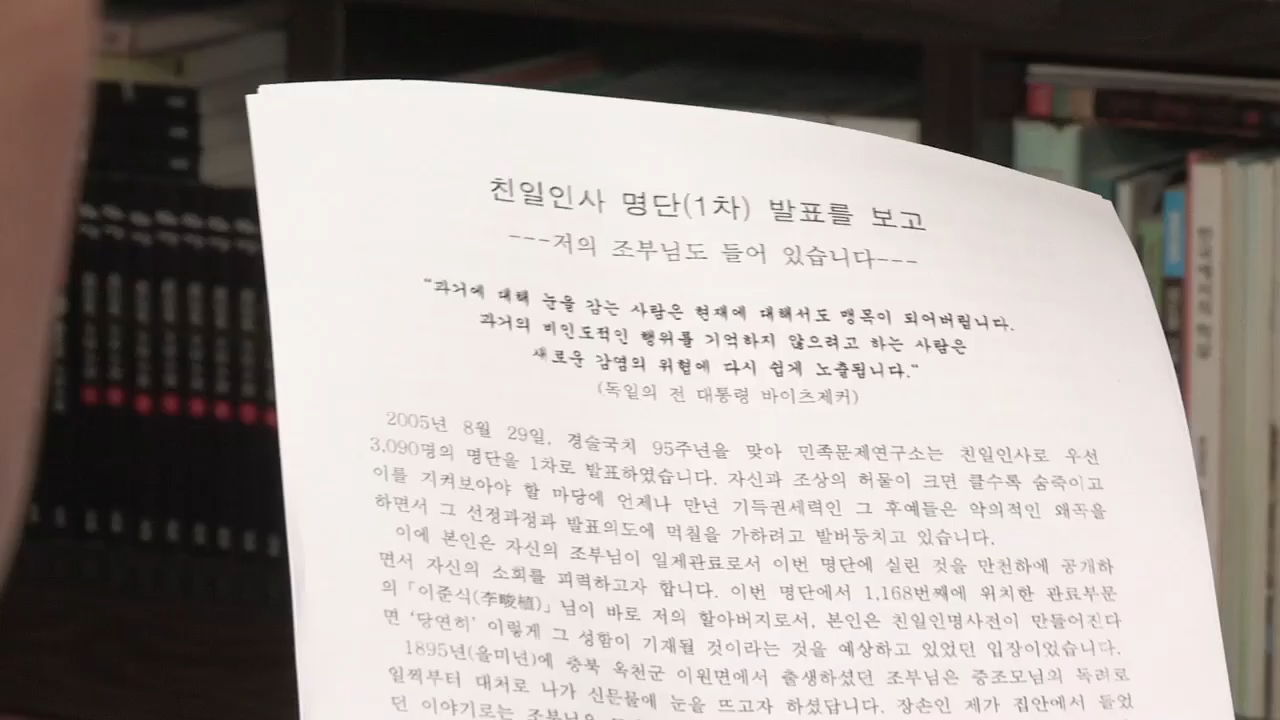 친일인사 명단(1차) 발표를 보고
---저의 조부님도 들어 있습니다---
"과거에 대해 눈을 감는 사람은 현재에 대해서도 맹목이 되어버립니다.
과거의 비인도적인 행위를 기억하지 않으려고 하는 사람은
새로운 감염의 위험에 다시 쉽게 노출됩니다."
(독일의 전 대통령 바이츠제커)
2005년 8월 29일, 경술국치 95주년을 맞아 민족문제연구소는 친일인사로 우선
3,090명의 명단을 1차로 발표하였습니다. 자신과 조상의 허물이 크면 클수록 숨죽이고
이를 지켜보아야 할 마당에 언제나 만년 기득권세력인 그 후예들은 악의적인 왜곡을
하면서 그 선정과정과 발표의도에 먹칠을 가하려고 발버둥치고 있습니다.
이에 본인은 자신의 조부님이 일제관료로서 이번 명단에 실린 것을 만천하에 공개하
면서 자신의 소회를 피력하고자 합니다. 이번 명단에서 1,168번째에 위치한 관료부문
의 「이준식(李畯植)」님이 바로 저의 할아버지로서, 본인은 친일인명사전이 만들어진다
면 '당연히' 이렇게 그 성함이 기재될 것이라는 것을 예상하고 있었던 입장이었습니다.
1895년(을미년)에 충북 옥천군 이원면에서 출생하셨던 조부님은 증조모님의 독려로
일찍부터 대처로 나가 신문물에 눈을 뜨고자 하셨답니다. 장손인 제가 집안에서 들었
던 이야기로는 조부님은